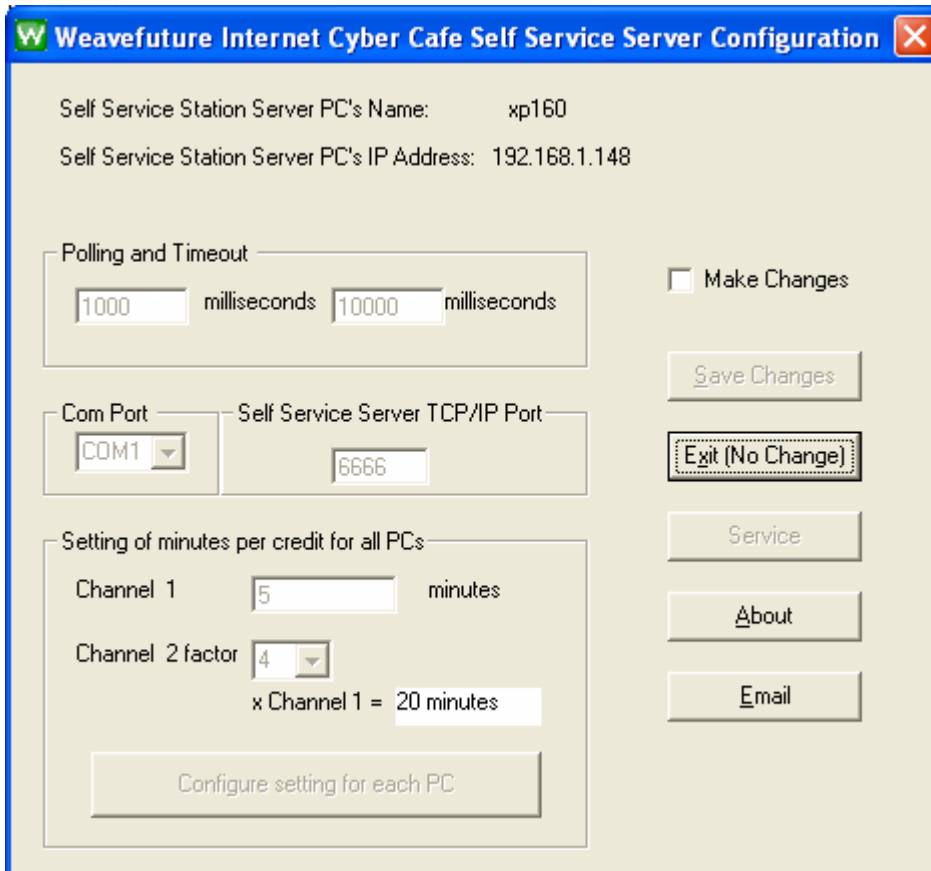 W Weavefuture Internet Cyber Cafe Self Service Server Configuration
Self Service Station Server PC's Name: xp160
Self Service Station Server PC's IP Address: 192.168.1.148
Polling and Timeout
1000 milliseconds 10000 milliseconds
Make Changes
Save Changes
Com Port
COM1
Self Service Server TCP/IP Port
6666
Exit (No Change)
Setting of minutes per credit for all PCs
Service
Channel 1 5 minutes
About
Channel 2 factor 4
x Channel 1 = 20 minutes
Email
Configure setting for each PC